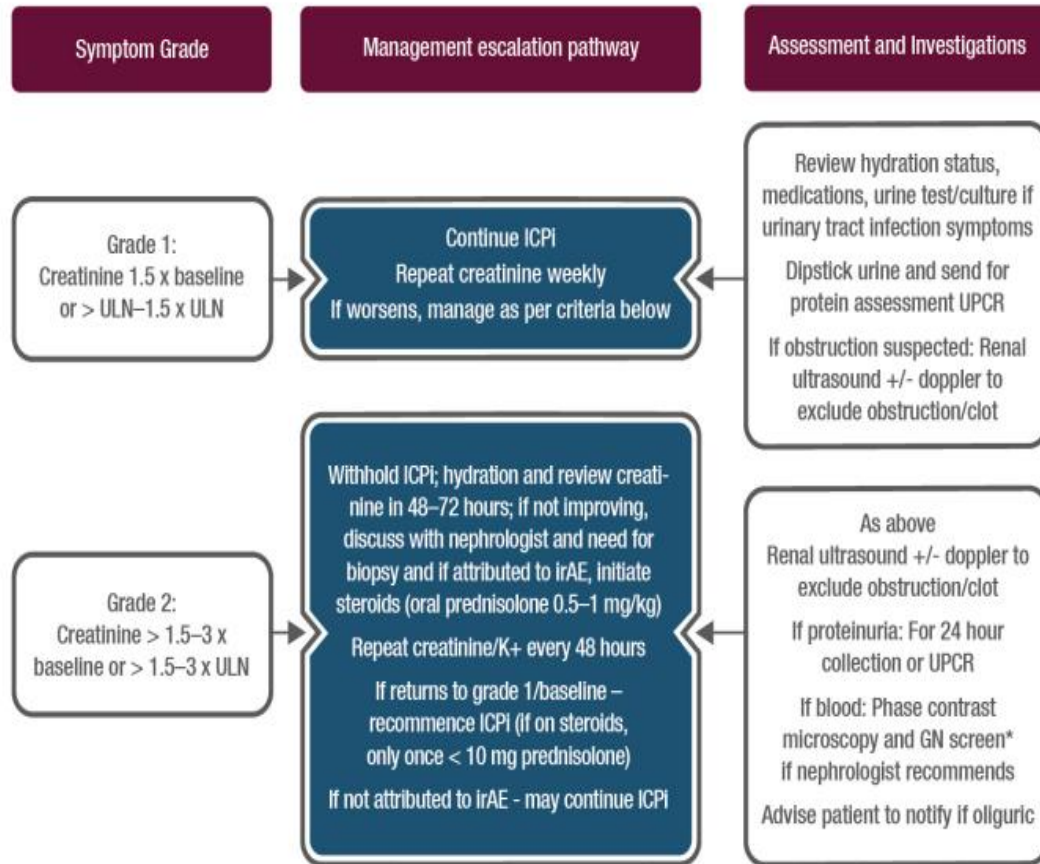 Symptom Grade
Management escalation pathway
Assessment and Investigations
Grade 1:
Creatinine 1.5 x baseline
or > ULN–1.5 x ULN
Continue ICPi
Repeat creatinine weekly
If worsens, manage as per criteria below
Review hydration status,
medications, urine test/culture if
urinary tract infection symptoms
Dipstick urine and send for
protein assessment UPCR
If obstruction suspected: Renal
ultrasound +/- doppler to
exclude obstruction/clot
Grade 2:
Creatinine > 1.5–3 x
baseline or > 1.5–3 x ULN
Withhold ICPi; hydration and review creati-
nine in 48–72 hours; if not improving,
discuss with nephrologist and need for
biopsy and if attributed to irAE, initiate
steroids (oral prednisolone 0.5–1 mg/kg)
Repeat creatinine/K+ every 48 hours
If returns to grade 1/baseline –
recommence ICPi (if on steroids,
only once < 10 mg prednisolone)
If not attributed to irAE - may continue ICPi
As above
Renal ultrasound +/- doppler to
exclude obstruction/clot
If proteinuria: For 24 hour
collection or UPCR
If blood: Phase contrast
microscopy and GN screen*
if nephrologist recommends
Advise patient to notify if oliguric